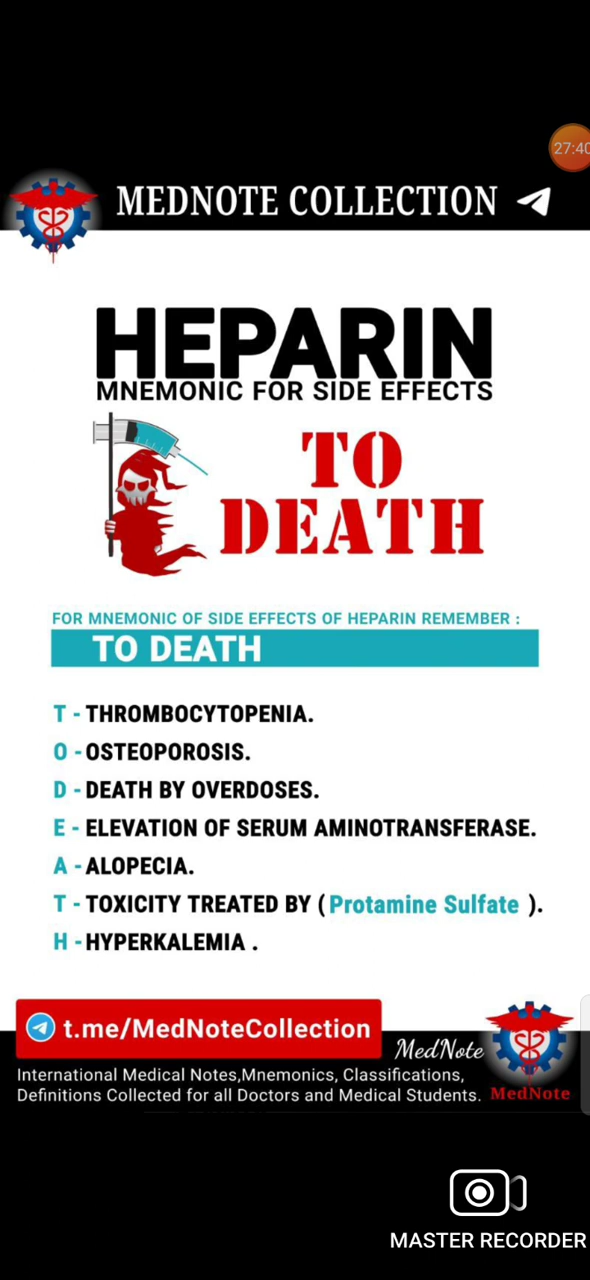 27:40
MEDNOTE COLLECTION
HEPARIN
MNEMONIC FOR SIDE EFFECTS
TO
DEATH
FOR MNEMONIC OF SIDE EFFECTS OF HEPARIN REMEMBER :
TO DEATH
T - THROMBOCYTOPENIA.
O - OSTEOPOROSIS.
D - DEATH BY OVERDOSES.
E - ELEVATION OF SERUM AMINOTRANSFERASE.
A - ALOPECIA.
T - TOXICITY TREATED BY ( Protamine Sulfate ).
H - HYPERKALEMIA .
t.me/MedNoteCollection
MedNote
International Medical Notes,Mnemonics, Classifications,
Definitions Collected for all Doctors and Medical Students.
MedNote
MASTER RECORDER